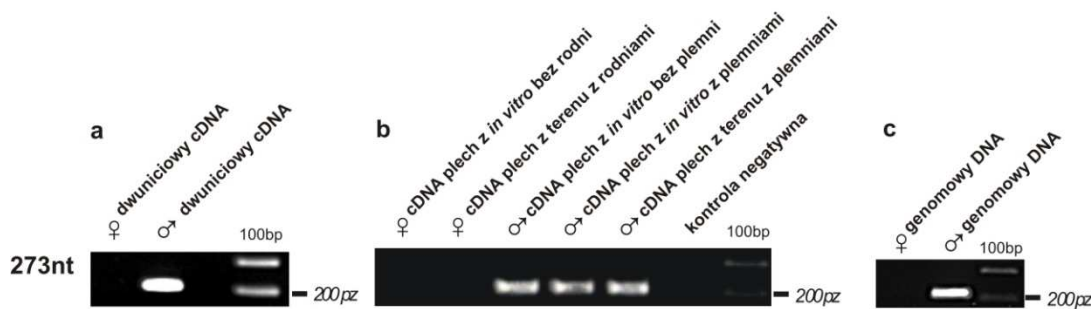 a
♀ dwuniciowy cDNA
♂ dwuniciowy cDNA
100bp
273nt
200pz
b
♀ cDNA plech z in vitro bez rodni
♀ cDNA plech z terenu z rodniami
♂ cDNA plech z in vitro bez plemni
♂ cDNA plech z in vitro z plemniami
♂ cDNA plech z terenu z plemniami
kontrola negatywna
100bp
200pz
c
♀ genomowy DNA
♂ genomowy DNA
100bp
200pz